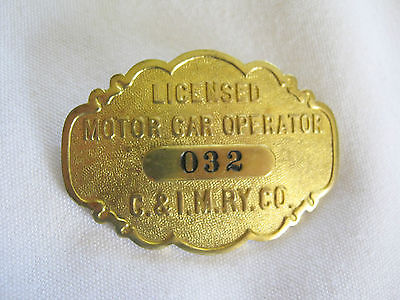 LICENSED
MOTOR CAR OPERATOR
032
C. & I.M.RY.CO.